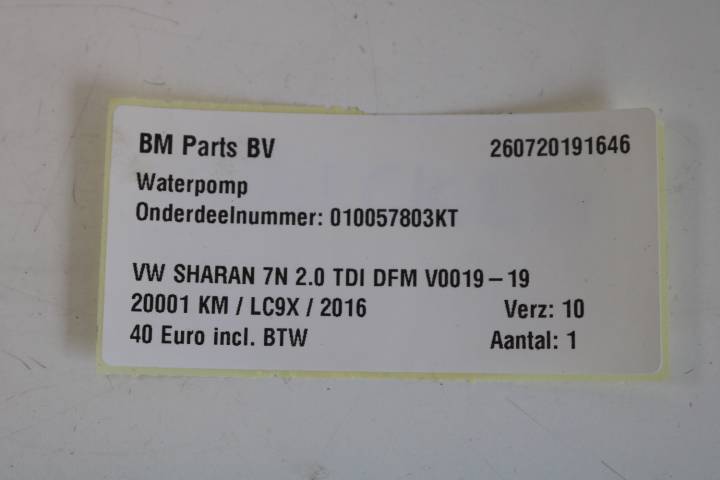 BM Parts BV 260720191646
Waterpomp
Onderdeelnummer: 010057803KT
VW SHARAN 7N 2.0 TDI DFM V0019-19
20001 KM / LC9X / 2016 Verz: 10
40 Euro incl. BTW Aantal: 1